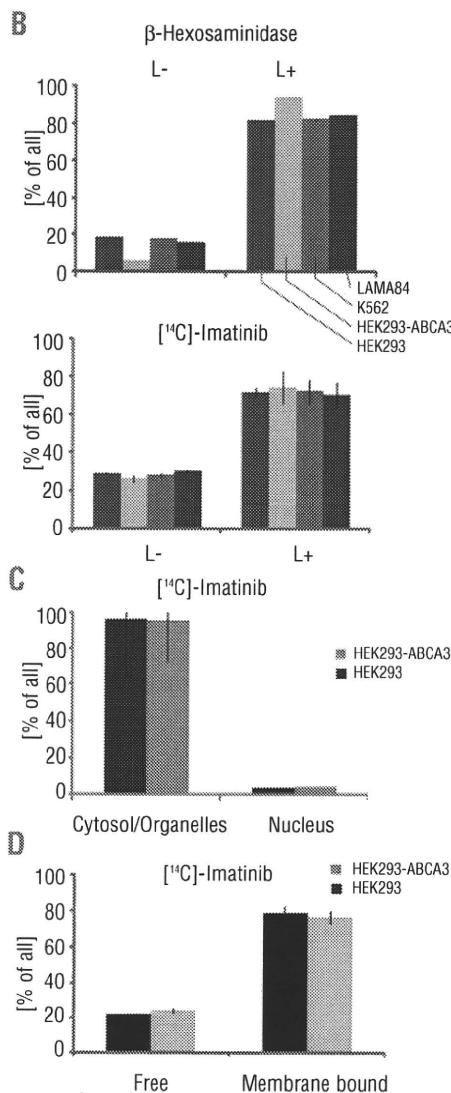 B
β-Hexosaminidase
L- L+
[% of all]
100
80
60
40
20
0
LAMA84
K562
HEK293-ABCA3
HEK293
[¹⁴C]-Imatinib
[% of all]
100
80
60
40
20
0
L- L+
C
[¹⁴C]-Imatinib
[% of all]
100
80
60
40
20
0
HEK293-ABCA3
HEK293
Cytosol/Organelles Nucleus
D
[¹⁴C]-Imatinib
[% of all]
100
80
60
40
20
0
HEK293-ABCA3
HEK293
Free Membrane bound